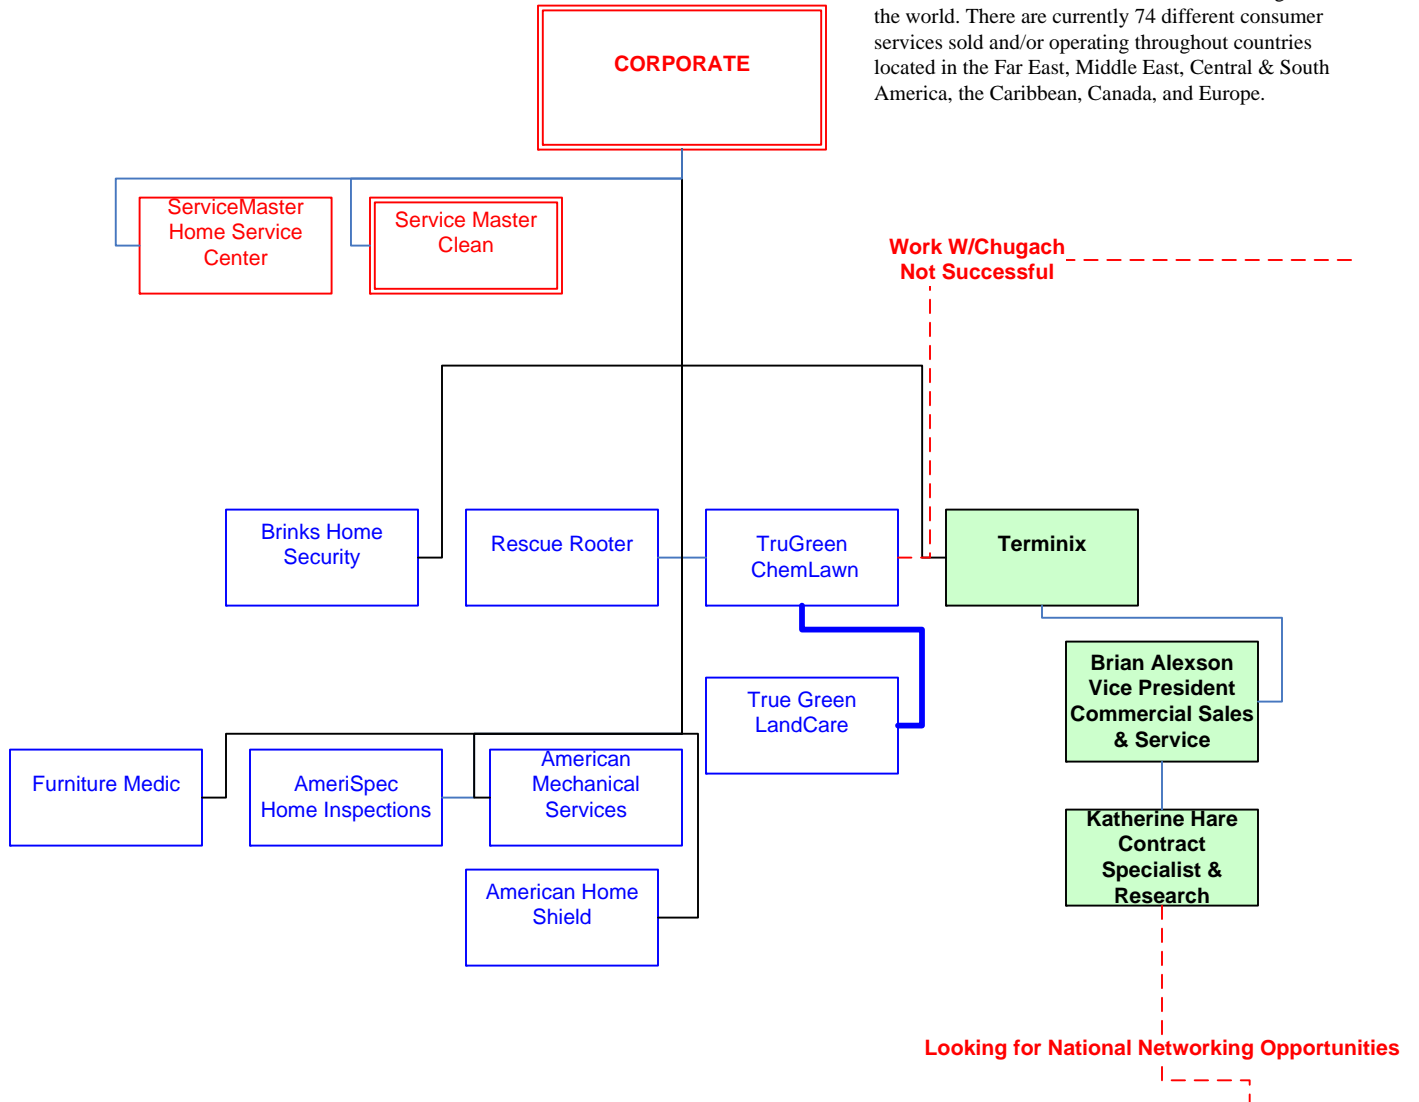 the world. There are currently 74 different consumer
services sold and/or operating throughout countries
located in the Far East, Middle East, Central & South
America, the Caribbean, Canada, and Europe.
CORPORATE
ServiceMaster
Home Service
Center
Service Master
Clean
Work W/Chugach
Not Successful
Brinks Home
Security
Rescue Rooter
TruGreen
ChemLawn
Terminix
Brian Alexson
Vice President
Commercial Sales
& Service
True Green
LandCare
Furniture Medic
AmeriSpec
Home Inspections
American
Mechanical
Services
Katherine Hare
Contract
Specialist &
Research
American Home
Shield
Looking for National Networking Opportunities